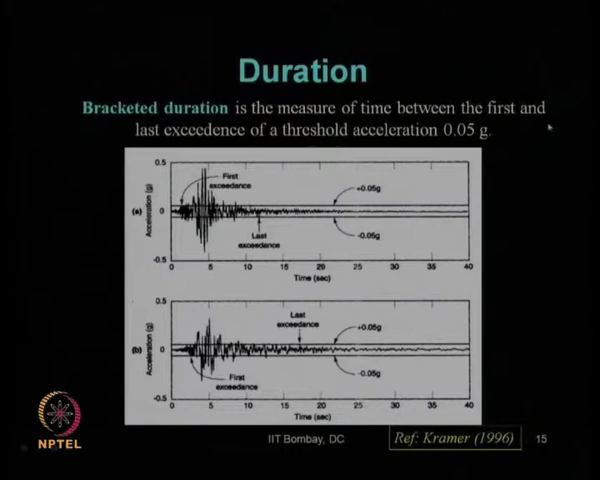 Duration
Bracketed duration is the measure of time between the first and
last exceedence of a threshold acceleration 0.05 g.
0.5
First
exceedance
+0.05g
(a)
Acceleration (g)
0
Last
exceedance
-0.05g
-0.5
0 5 10 15 20 25 30 35 40
Time (sec)
0.5
Last
exceedance
+0.05g
(b)
Acceleration (g)
0
First
exceedance
-0.05g
-0.5
0 5 10 15 20 25 30 35 40
Time (sec)
NPTEL
IIT Bombay, DC
Ref: Kramer (1996)
15